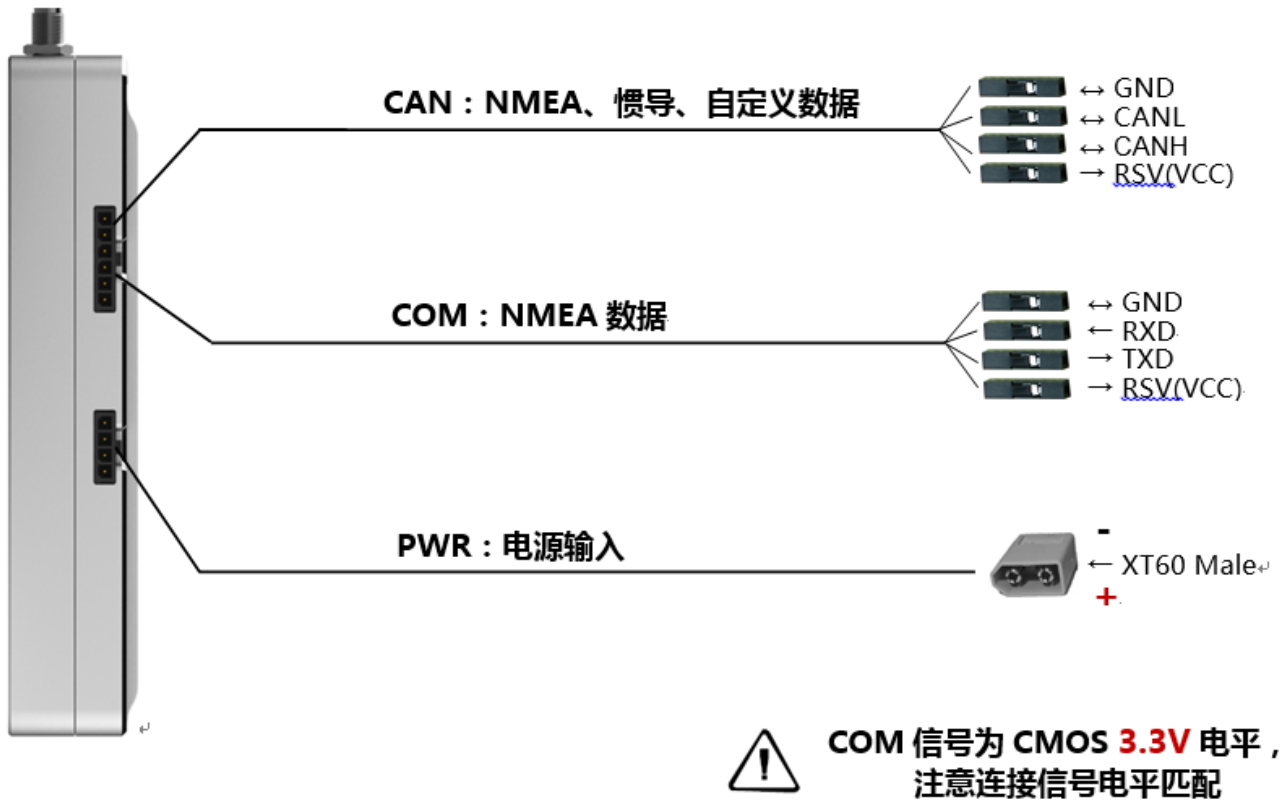 CAN：NMEA、惯导、自定义数据
↔ GND
↔ CANL
↔ CANH
→ RSV(VCC)
COM：NMEA 数据
↔ GND
← RXD
→ TXD
→ RSV(VCC)
PWR：电源输入
-
← XT60 Male
+
COM 信号为 CMOS 3.3V 电平，
注意连接信号电平匹配